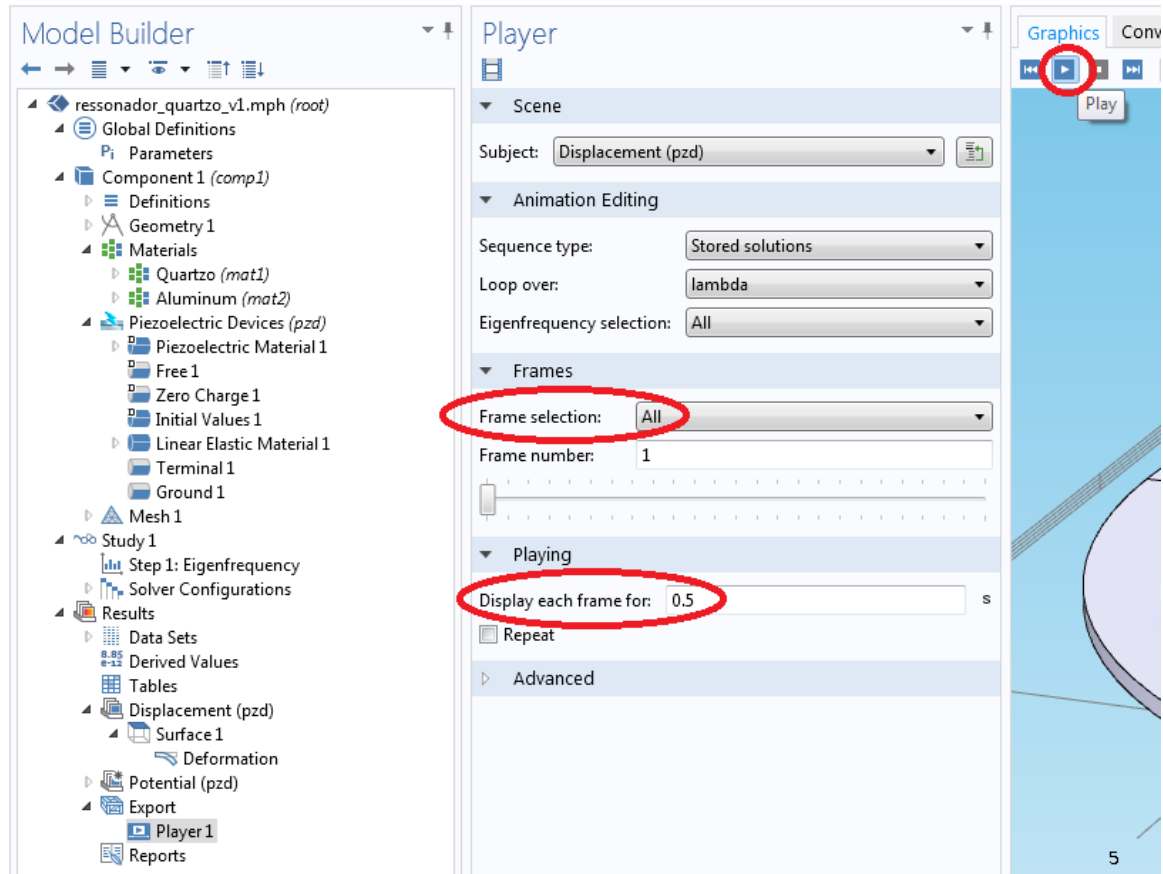 Model Builder
ressonador_quartzo_v1.mph (root)
Global Definitions
Pi Parameters
Component 1 (comp1)
Definitions
Geometry 1
Materials
Quartzo (mat1)
Aluminum (mat2)
Piezoelectric Devices (pzd)
Piezoelectric Material 1
Free 1
Zero Charge 1
Initial Values 1
Linear Elastic Material 1
Terminal 1
Ground 1
Mesh 1
Study 1
Step 1: Eigenfrequency
Solver Configurations
Results
Data Sets
8.85
e-12
Derived Values
Tables
Displacement (pzd)
Surface 1
Deformation
Potential (pzd)
Export
Player 1
Reports
Player
Scene
Subject: Displacement (pzd)
Animation Editing
Sequence type: Stored solutions
Loop over: lambda
Eigenfrequency selection: All
Frames
Frame selection: All
Frame number: 1
Playing
Display each frame for: 0.5 s
Repeat
Advanced
Graphics Conv
Play
5